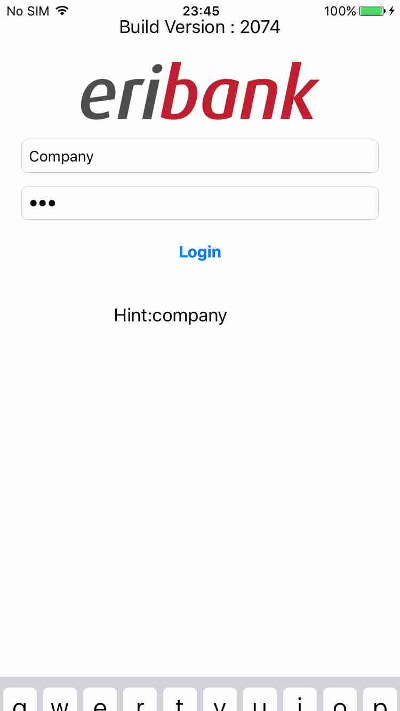 No SIM 23:45 100%
Build Version : 2074
eribank
Company
•••
Login
Hint:company
q w e r t y u i o p